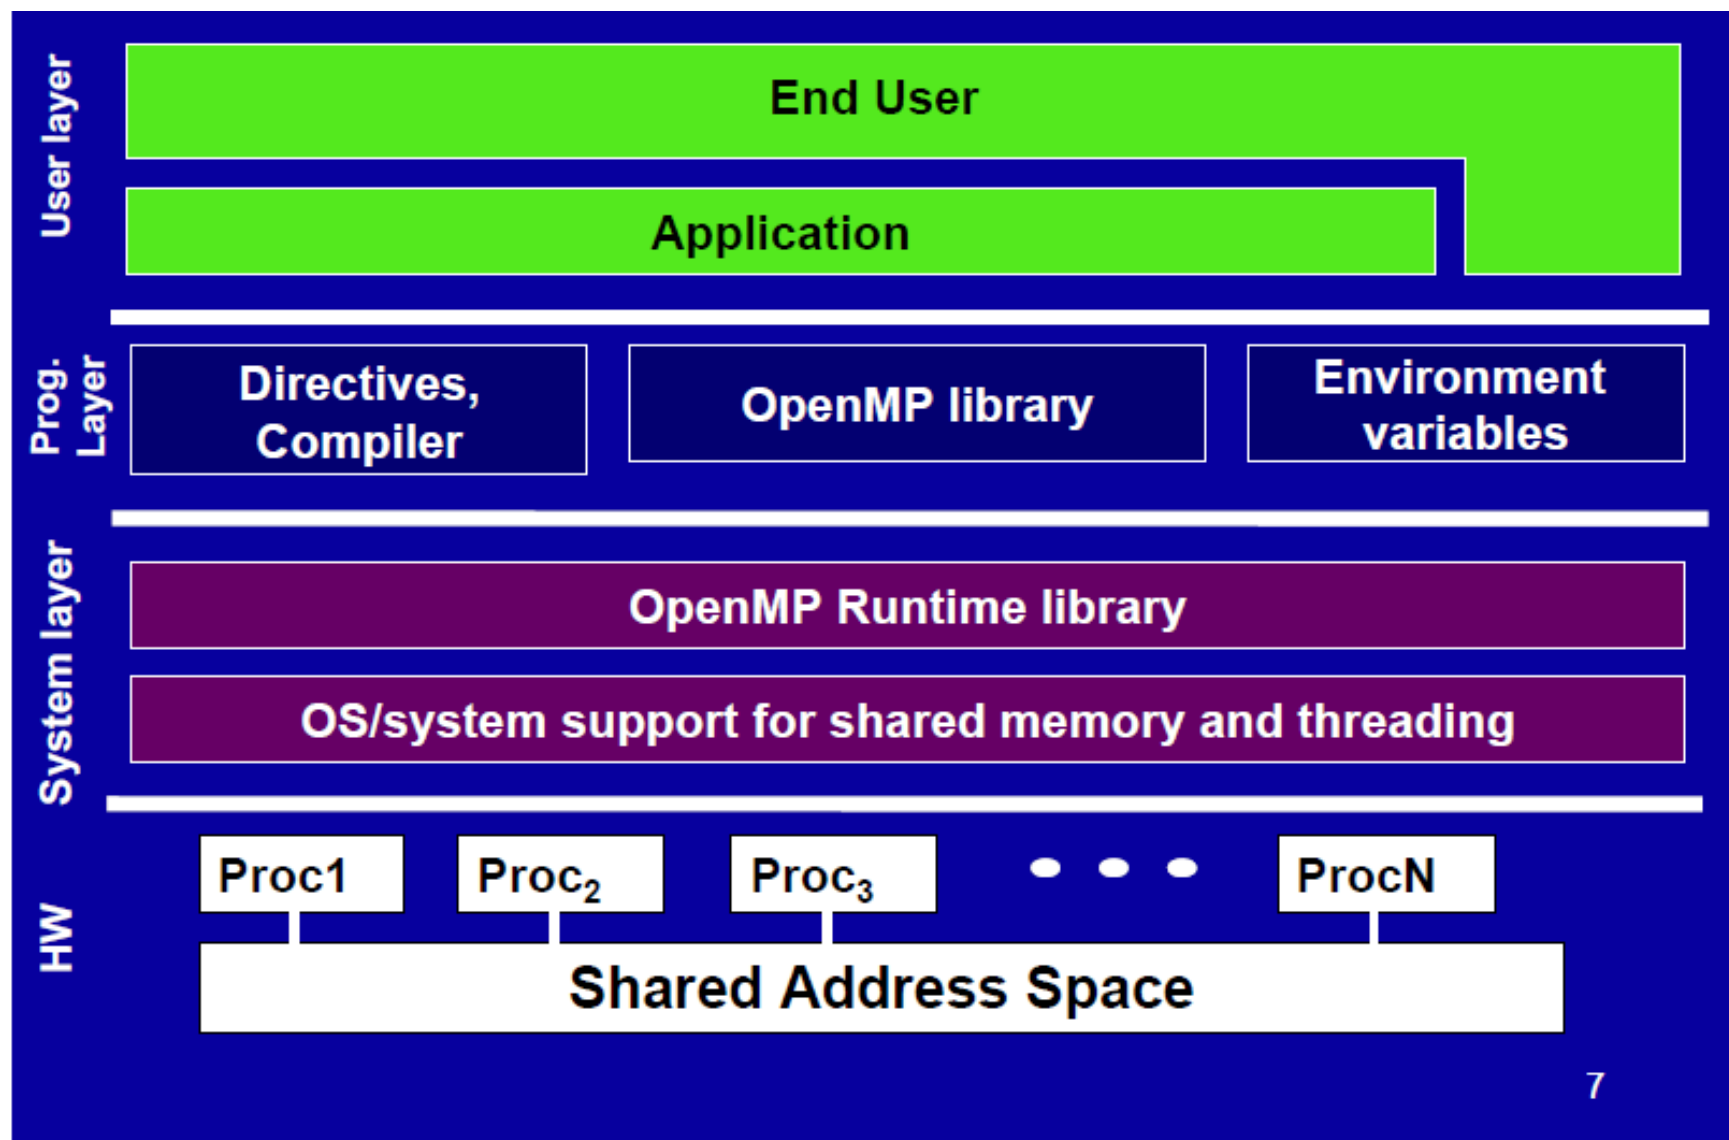 User layer
End User
Application
Prog.
Layer
Directives,
Compiler
OpenMP library
Environment
variables
System layer
OpenMP Runtime library
OS/system support for shared memory and threading
HW
Proc1
Proc₂
Proc₃
ProcN
Shared Address Space
7